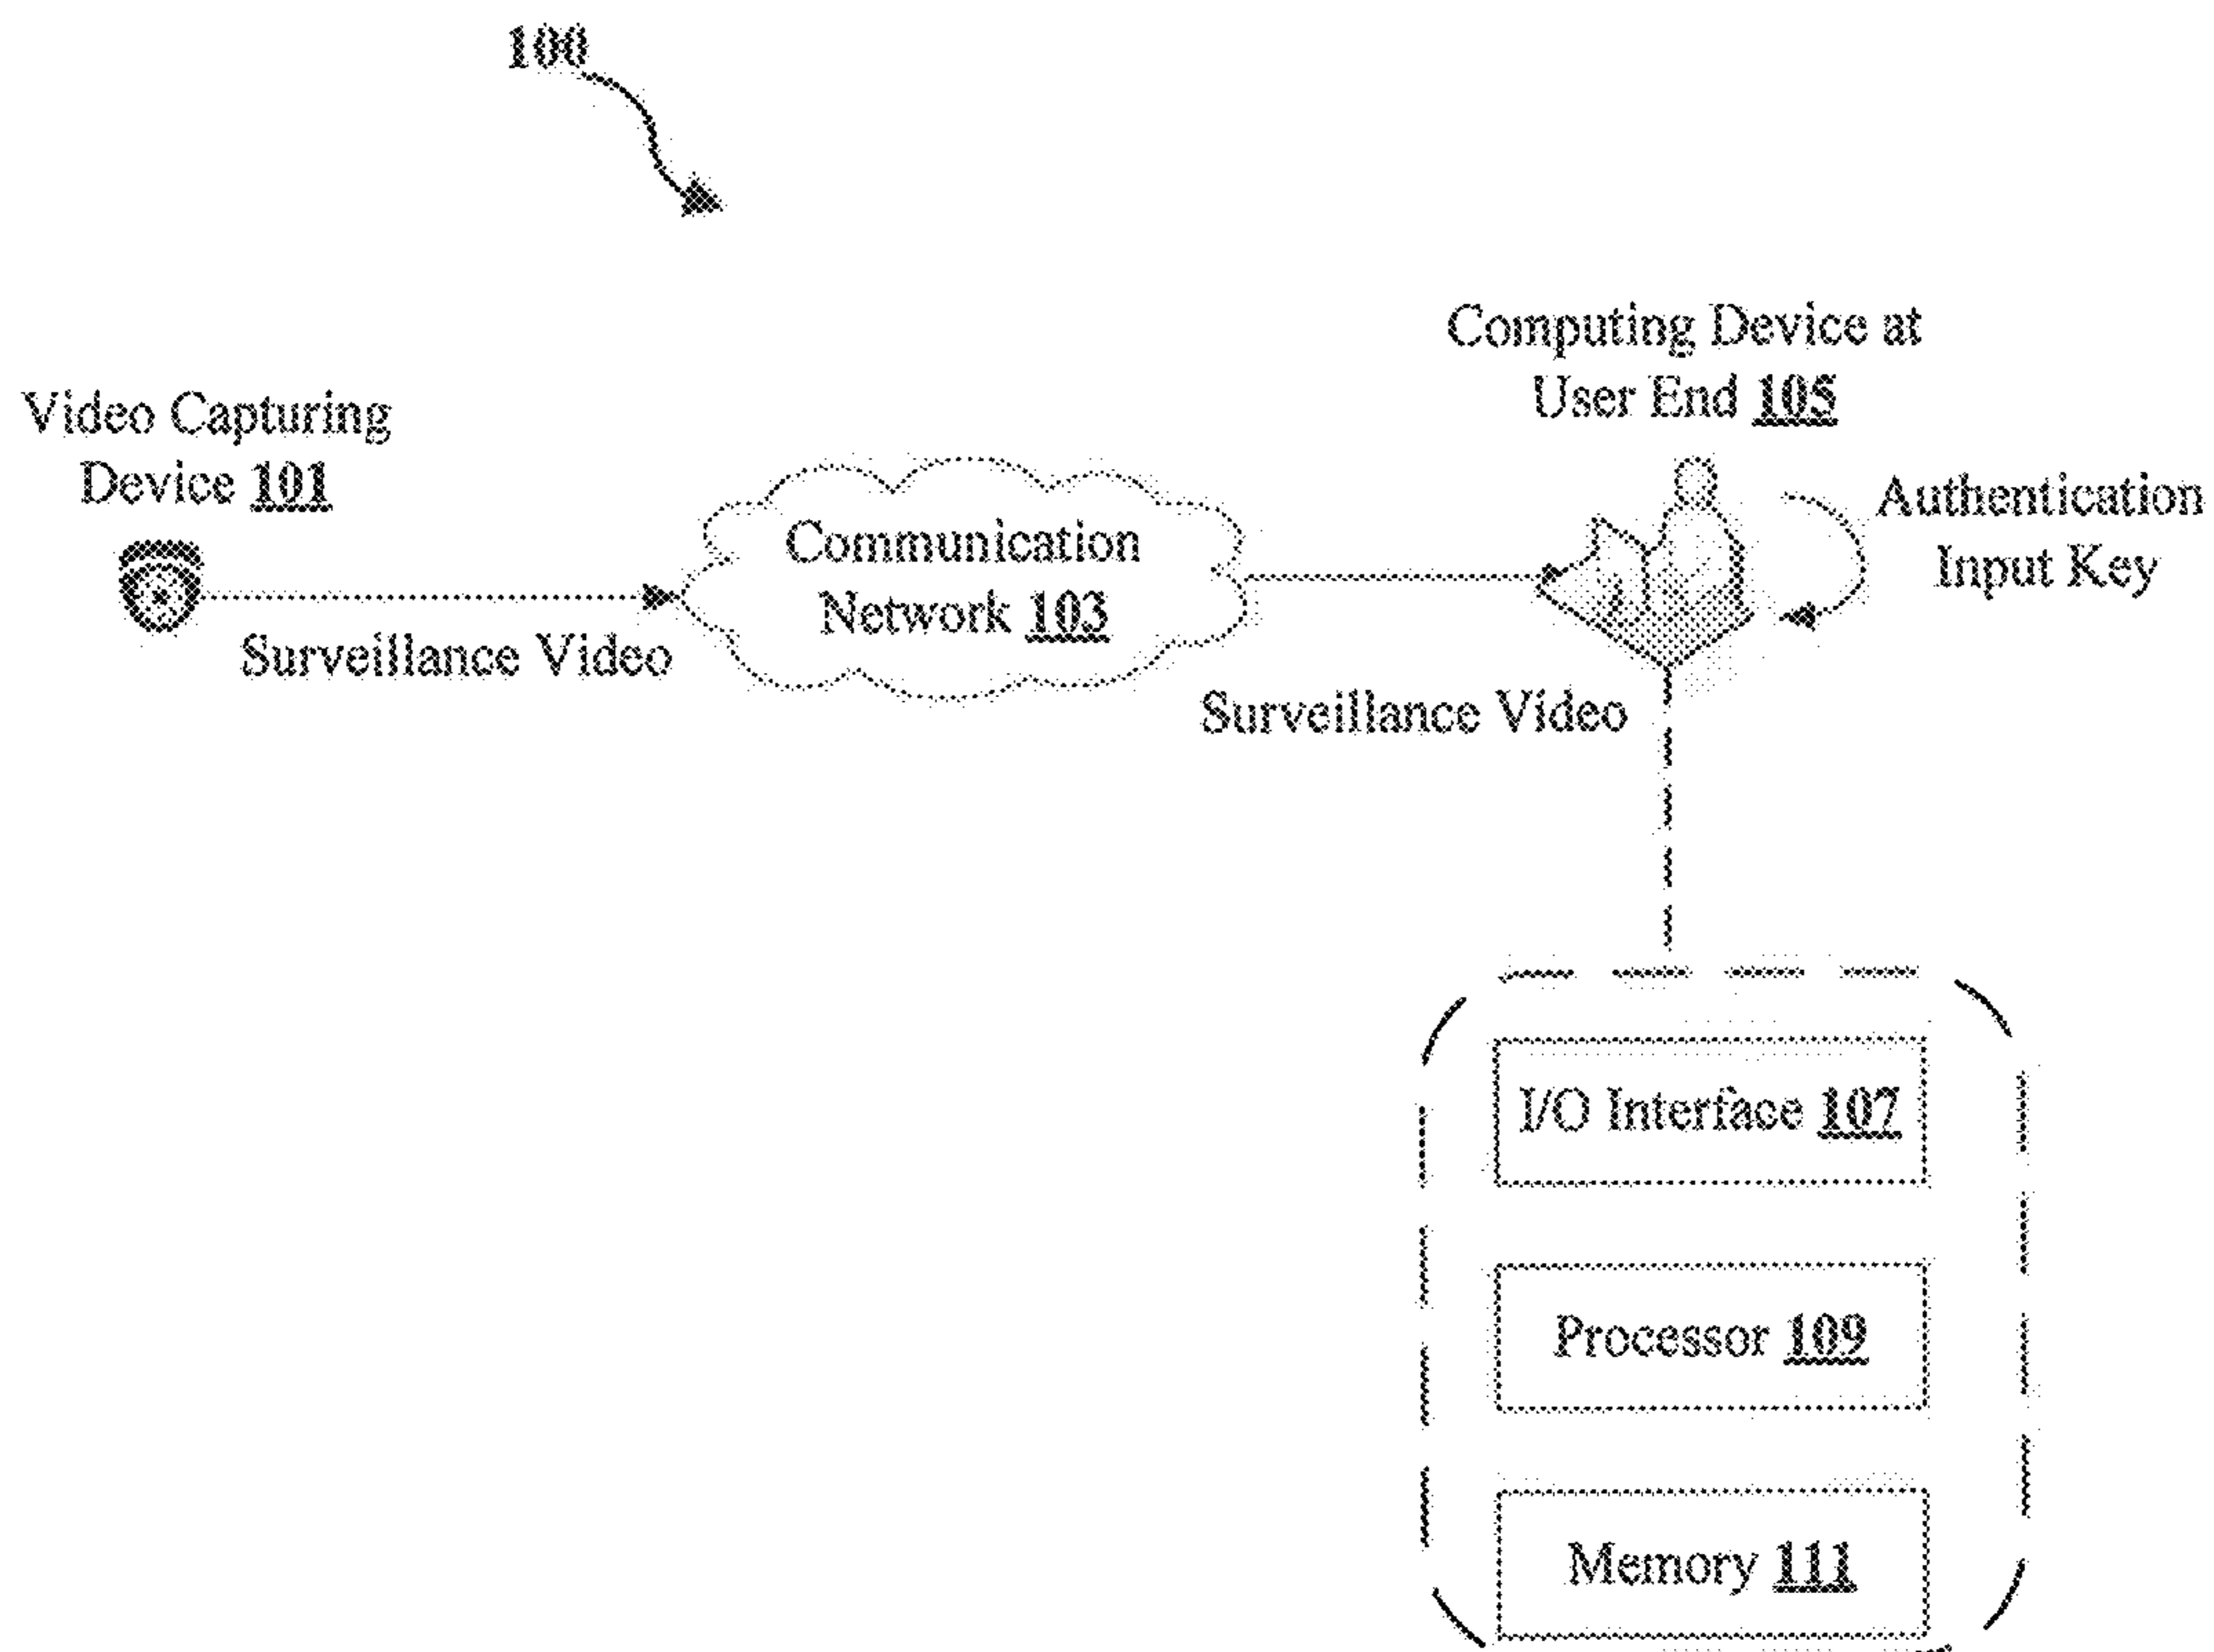 100
Computing Device at
User End 105
Video Capturing
Device 101
Authentication
Input Key
Communication
Network 103
Surveillance Video
Surveillance Video
I/O Interface 107
Processor 109
Memory 111